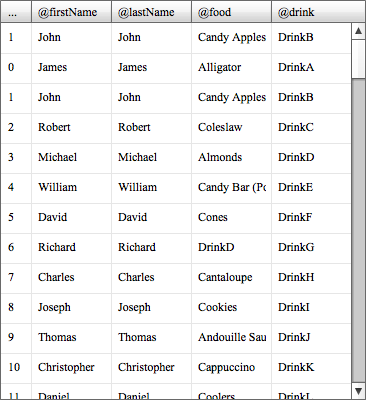 ... @firstName @lastName @food @drink
1 John John Candy Apples DrinkB
0 James James Alligator DrinkA
1 John John Candy Apples DrinkB
2 Robert Robert Coleslaw DrinkC
3 Michael Michael Almonds DrinkD
4 William William Candy Bar (Po DrinkE
5 David David Cones DrinkF
6 Richard Richard DrinkD DrinkG
7 Charles Charles Cantaloupe DrinkH
8 Joseph Joseph Cookies DrinkI
9 Thomas Thomas Andouille Sau DrinkJ
10 Christopher Christopher Cappuccino DrinkK
11 Daniel Daniel Coolers DrinkL